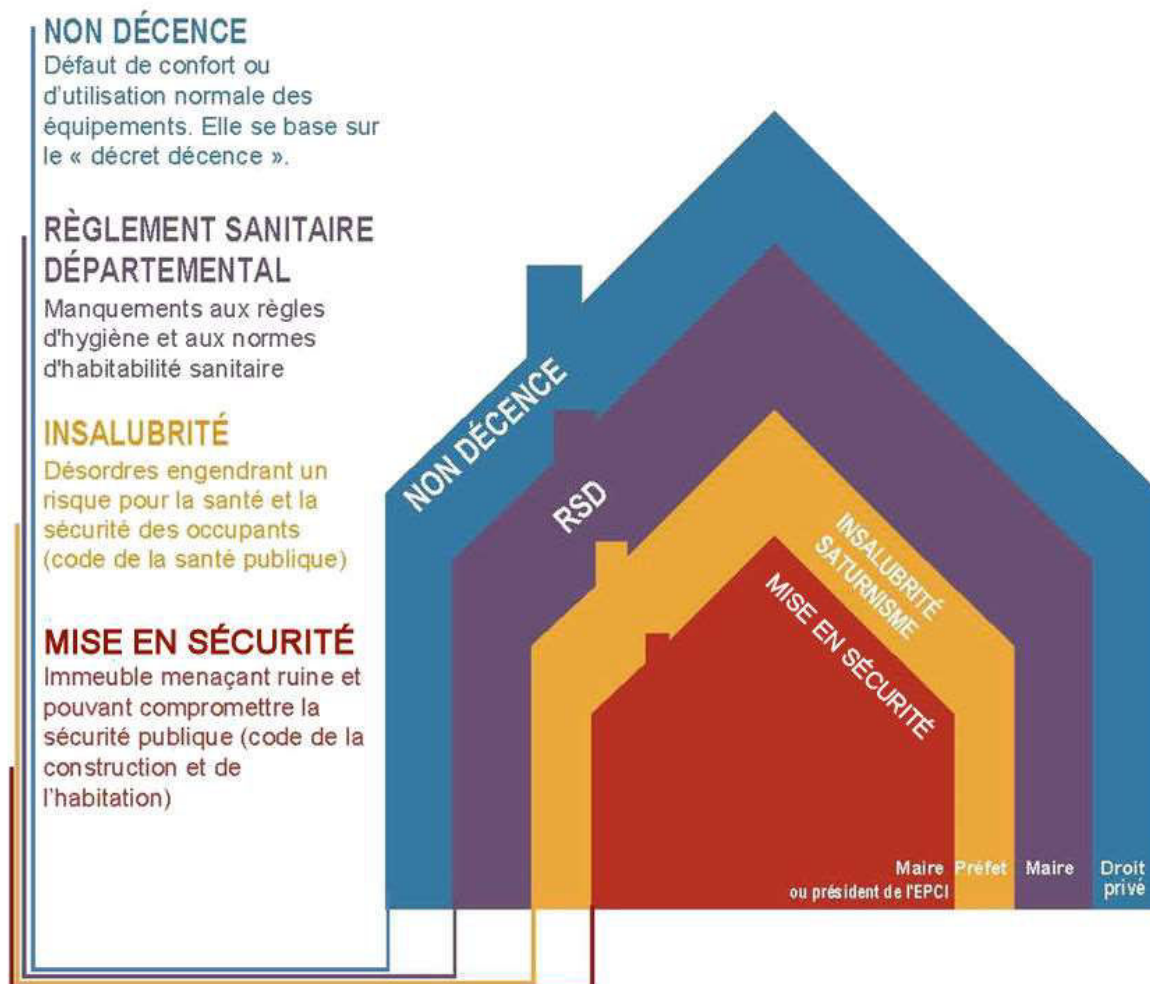 NON DÉCENCE
Défaut de confort ou
d'utilisation normale des
équipements. Elle se base sur
le « décret décence ».
RÈGLEMENT SANITAIRE
DÉPARTEMENTAL
Manquements aux règles
d'hygiène et aux normes
d'habitabilité sanitaire
INSALUBRITÉ
Désordres engendrant un
risque pour la santé et la
sécurité des occupants
(code de la santé publique)
MISE EN SÉCURITÉ
Immeuble menaçant ruine et
pouvant compromettre la
sécurité publique (code de la
construction et de
l'habitation)
NON DÉCENCE
RSD
INSALUBRITÉ
SATURNISME
MISE EN SÉCURITÉ
Maire
ou président de l'EPCI
Préfet
Maire
Droit
privé